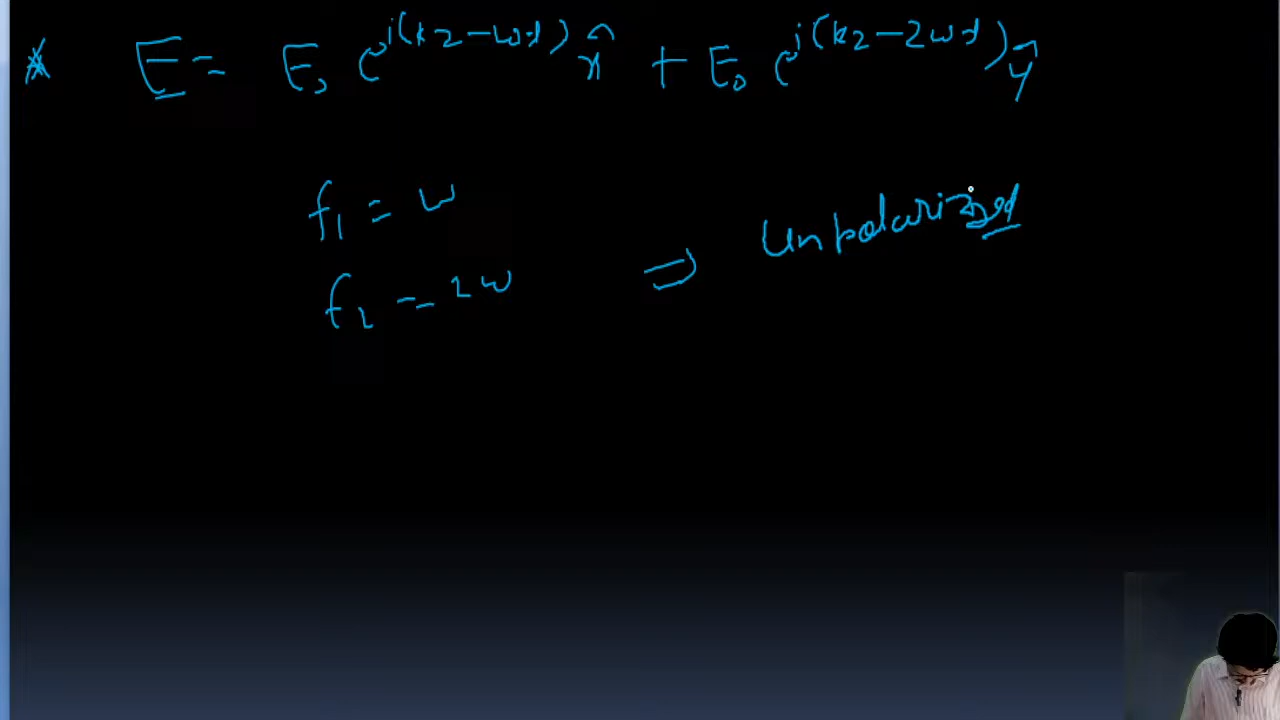 * E = E₀ e^{i(kz-ωt)} x̂ + E₀ e^{i(kz-2ωt)} ŷ
f₁ = ω
f₂ = 2ω
⇒ unpolarized